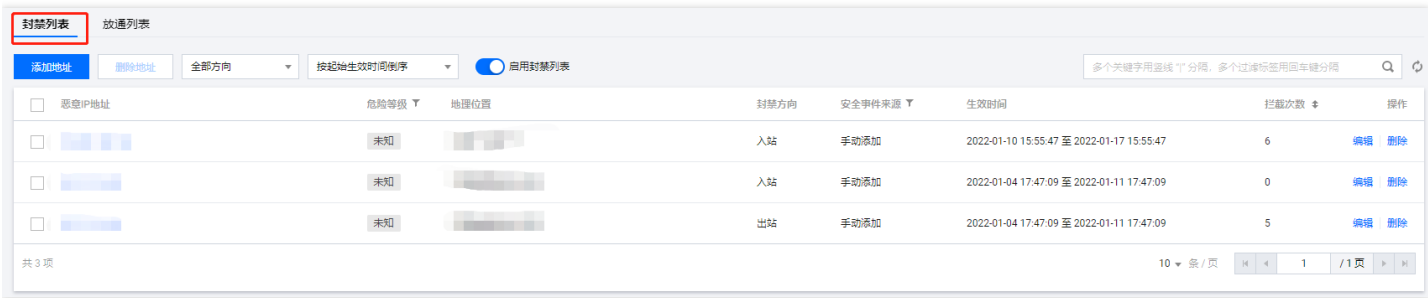 封禁列表 放通列表
添加地址 删除地址 全部方向 按起始生效时间倒序 启用封禁列表 多个关键字用竖线 "|" 分隔，多个过滤标签用回车键分隔
恶意IP地址 危险等级 地理位置 封禁方向 安全事件来源 生效时间 拦截次数 操作
未知 入站 手动添加 2022-01-10 15:55:47 至 2022-01-17 15:55:47 6 编辑 删除
未知 入站 手动添加 2022-01-04 17:47:09 至 2022-01-11 17:47:09 0 编辑 删除
未知 出站 手动添加 2022-01-04 17:47:09 至 2022-01-11 17:47:09 5 编辑 删除
共 3 项 10 条 / 页 1 / 1 页